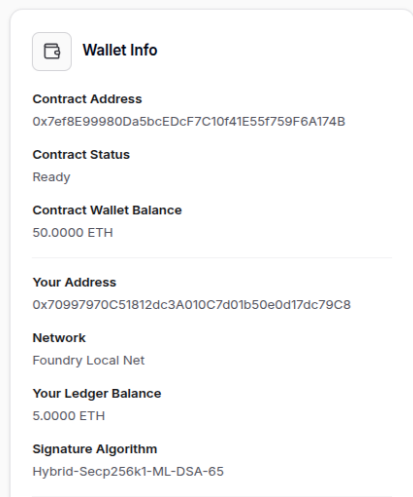 Wallet Info
Contract Address
0x7ef8E99980Da5bcEDcF7C10f41E55f759F6A174B
Contract Status
Ready
Contract Wallet Balance
50.0000 ETH
Your Address
0x70997970C51812dc3A010C7d01b50e0d17dc79C8
Network
Foundry Local Net
Your Ledger Balance
5.0000 ETH
Signature Algorithm
Hybrid-Secp256k1-ML-DSA-65